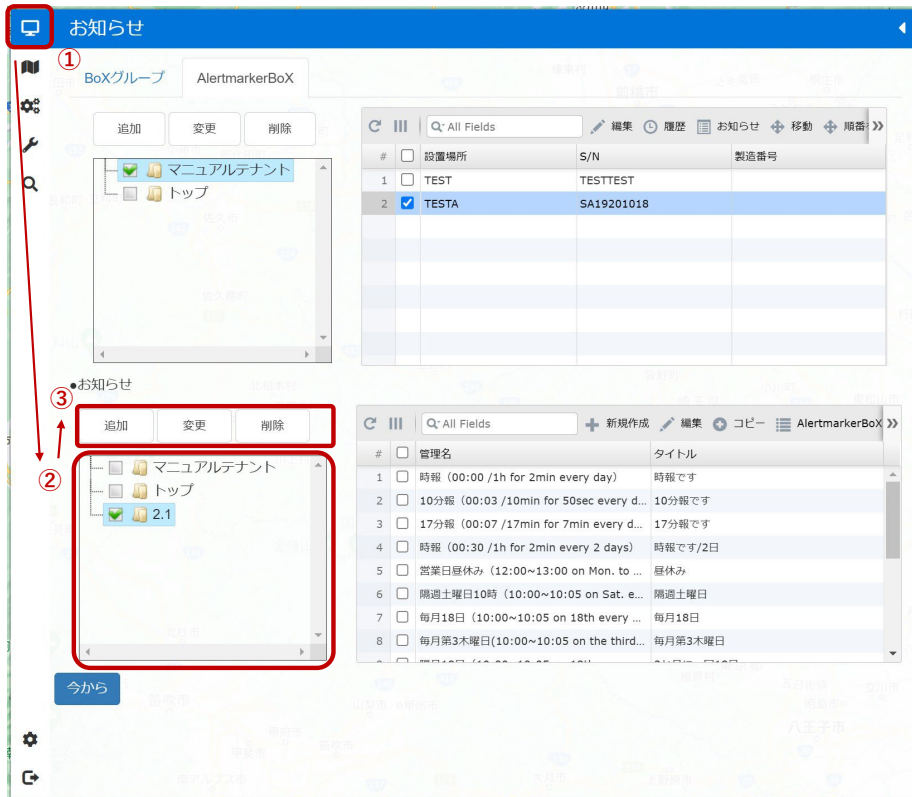 お知らせ
①
BoXグループ
AlertmarkerBoX
追加 変更 削除
マニュアルテナント
トップ
All Fields 編集 履歴 お知らせ 移動 順番
# 設置場所 S/N 製造番号
1 TEST TESTTEST
2 TESTA SA19201018
●お知らせ
③
追加 変更 削除
②
マニュアルテナント
トップ
2.1
All Fields 新規作成 編集 コピー AlertmarkerBoX
# 管理名 タイトル
1 時報（00:00 /1h for 2min every day） 時報です
2 10分報（00:03 /10min for 50sec every d... 10分報です
3 17分報（00:07 /17min for 7min every d... 17分報です
4 時報（00:30 /1h for 2min every 2 days） 時報です/2日
5 営業日昼休み（12:00~13:00 on Mon. to ... 昼休み
6 隔週土曜日10時（10:00~10:05 on Sat. e... 隔週土曜日
7 毎月18日（10:00~10:05 on 18th every ... 毎月18日
8 毎月第3木曜日(10:00~10:05 on the third... 毎月第3木曜日
今から
八王子市